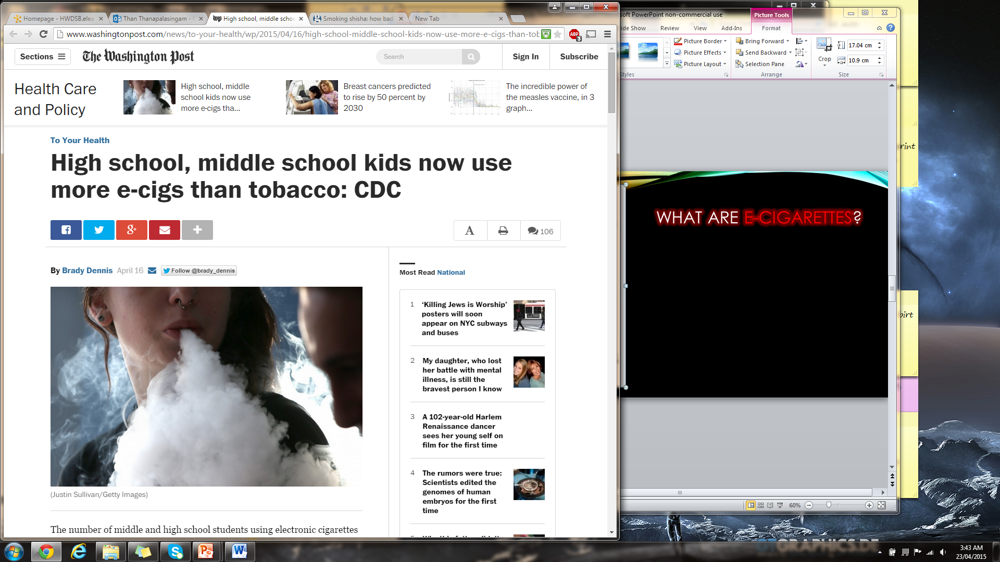 Homepage - HWDSB.elea
Than Thanapalasingam -
High school, middle schoo
Smoking shisha: how bad
New Tab
www.washingtonpost.com/news/to-your-health/wp/2015/04/16/high-school-middle-school-kids-now-use-more-e-cigs-than-tob
ABP
3
Sections
The Washington Post
Search
Sign In
Subscribe
Health Care
and Policy
High school, middle
school kids now use
more e-cigs tha...
Breast cancers predicted
to rise by 50 percent by
2030
The incredible power of
the measles vaccine, in 3
graph...
To Your Health
High school, middle school kids now use
more e-cigs than tobacco: CDC
A
106
By Brady Dennis April 16
Follow @brady_dennis
(Justin Sullivan/Getty Images)
The number of middle and high school students using electronic cigarettes
Most Read National
1 ‘Killing Jews is Worship’
posters will soon
appear on NYC subways
and buses
2 My daughter, who lost
her battle with mental
illness, is still the
bravest person I know
3 A 102-year-old Harlem
Renaissance dancer
sees her young self on
film for the first time
4 The rumors were true:
Scientists edited the
genomes of human
embryos for the first
time
soft PowerPoint non-commercial use
Picture Tools
ide Show Review View Add-Ins Format
Picture Border
Picture Effects
Picture Layout
Bring Forward
Send Backward
Selection Pane
Crop
17.04 cm
10.9 cm
Styles
Arrange
Size
WHAT ARE E-CIGARETTES?
60%
rint
birt
3:43 AM
23/04/2015